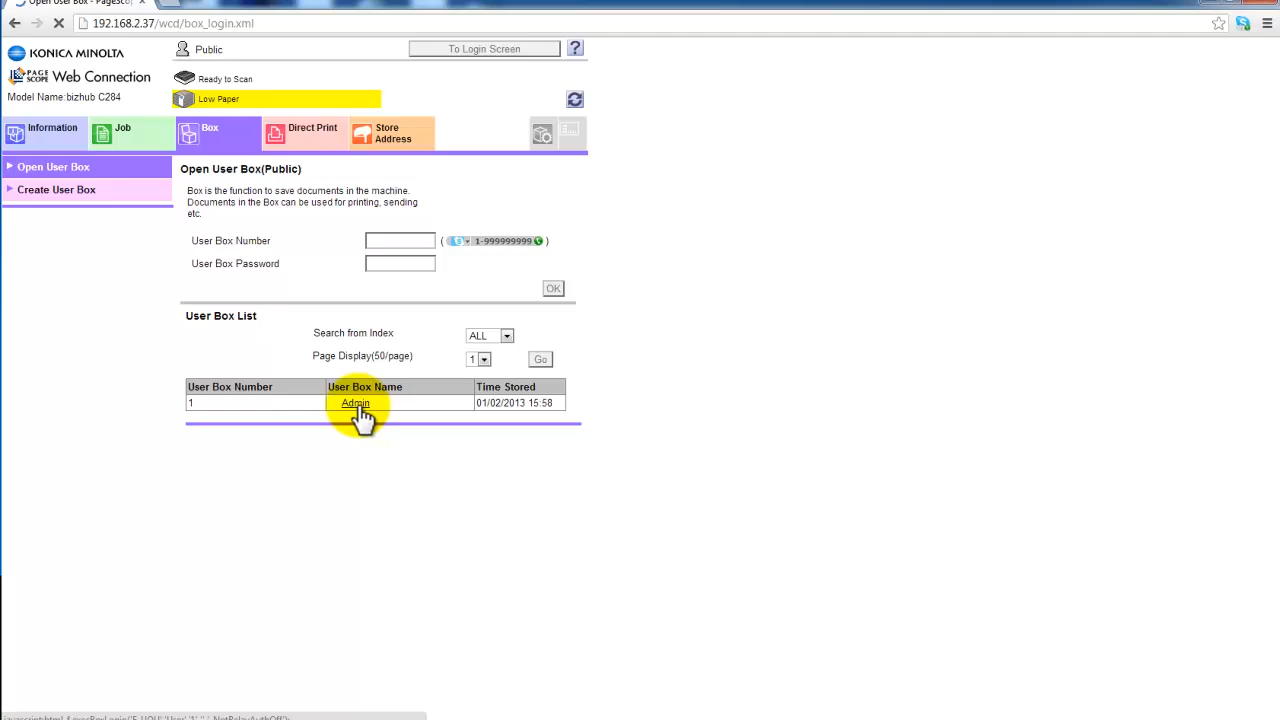 Open User Box - PageScop
192.168.2.37/wcd/box_login.xml
KONICA MINOLTA
Public
To Login Screen
?
PAGE SCOPE Web Connection
Ready to Scan
Model Name:bizhub C284
Low Paper
Information
Job
Box
Direct Print
Store Address
Open User Box
Create User Box
Open User Box(Public)
Box is the function to save documents in the machine.
Documents in the Box can be used for printing, sending
etc.
User Box Number
( 1-999999999 )
User Box Password
OK
User Box List
Search from Index ALL
Page Display(50/page) 1 Go
User Box Number User Box Name Time Stored
1 Admin 01/02/2013 15:58